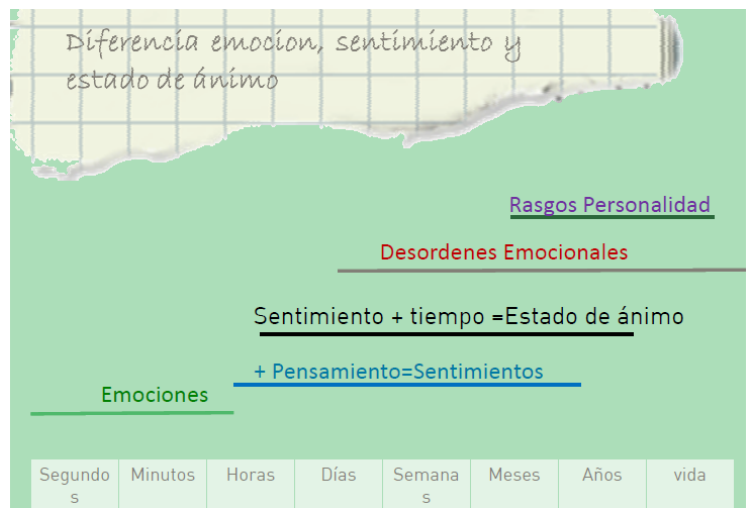 Diferencia emocion, sentimiento y
estado de ánimo
Rasgos Personalidad
Desordenes Emocionales
Sentimiento + tiempo =Estado de ánimo
+ Pensamiento=Sentimientos
Emociones
Segundo
s
Minutos
Horas
Días
Semana
s
Meses
Años
vida